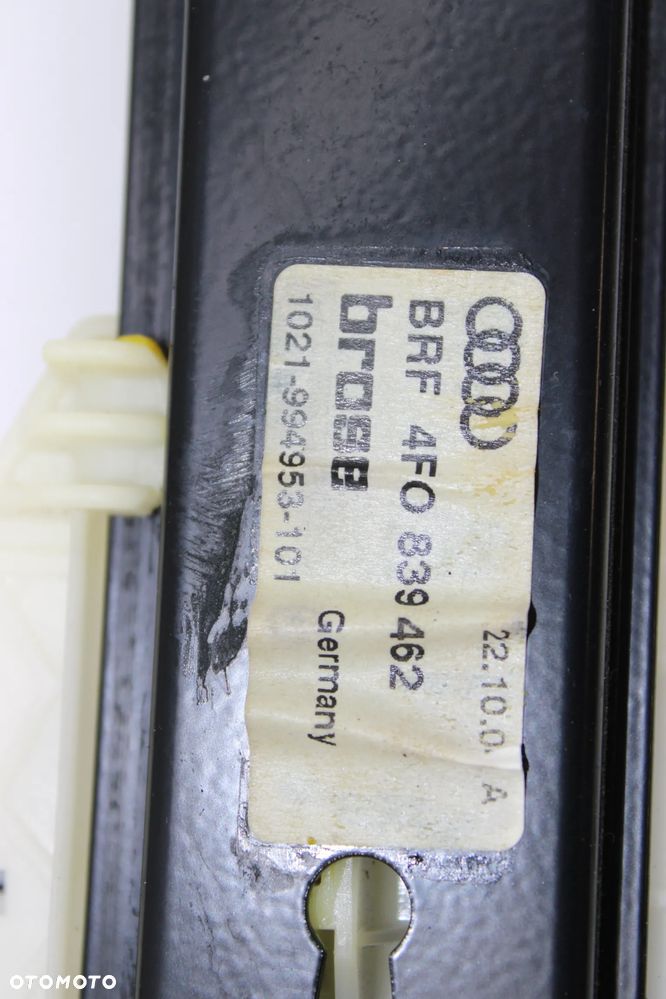 22.10.0 A
BRF 4F0 839 462
brose Germany
1021-994953-101
OTOMOTO